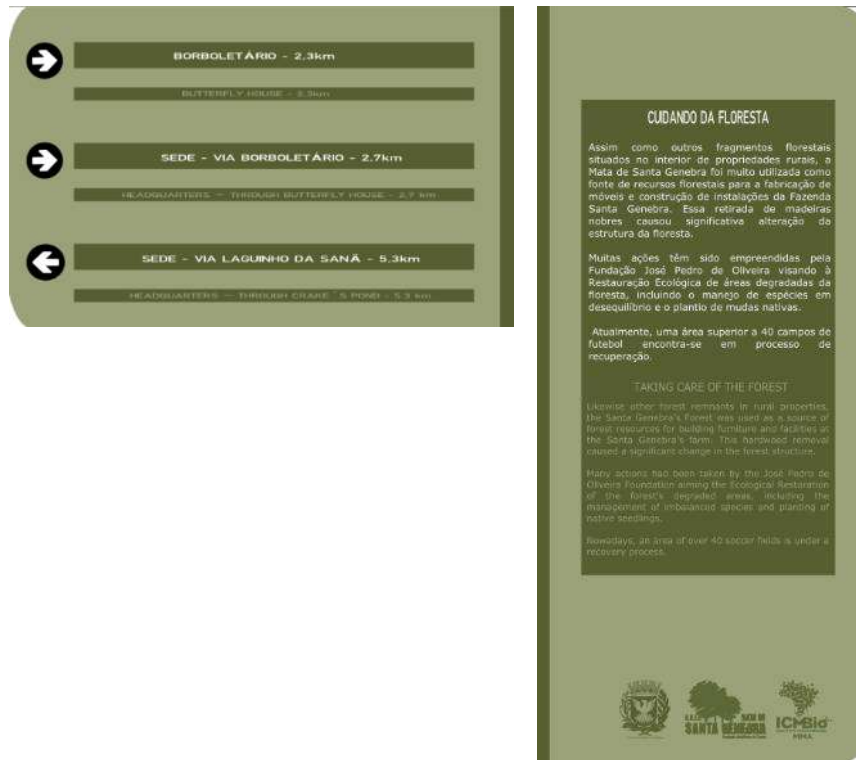 BORBOLETÁRIO - 2.3km
BUTTERFLY HOUSE - 2.3km
SEDE - VIA BORBOLETÁRIO - 2.7km
HEADQUARTERS - THROUGH BUTTERFLY HOUSE - 2.7 km
SEDE - VIA LAGUINHO DA SANÃ - 5.3km
HEADQUARTERS - THROUGH CRAKE´S POND - 5.3 km
CUIDANDO DA FLORESTA
Assim como outros fragmentos florestais
situados no interior de propriedades rurais, a
Mata de Santa Genebra foi muito utilizada como
fonte de recursos florestais para a fabricação de
móveis e construção de instalações da Fazenda
Santa Genebra. Essa retirada de madeiras
nobres causou significativa alteração da
estrutura da floresta.
Muitas ações têm sido empreendidas pela
Fundação José Pedro de Oliveira visando à
Restauração Ecológica de áreas degradadas da
floresta, incluindo o manejo de espécies em
desequilíbrio e o plantio de mudas nativas.
Atualmente, uma área superior a 40 campos de
futebol encontra-se em processo de
recuperação.
TAKING CARE OF THE FOREST
Likewise other forest remnants in rural properties,
the Santa Genebra's Forest was used as a source of
forest resources for building furniture and facilities at
the Santa Genebra's farm. This hardwood removal
caused a significant change in the forest structure.
Many actions had been taken by the José Pedro de
Oliveira Foundation aiming the Ecological Restoration
of the forest's degraded areas, including the
management of imbalanced species and planting of
native seedlings.
Nowadays, an area of over 40 soccer fields is under a
recovery process.
MATA DE
SANTA GENEBRA
ICMBio
MMA